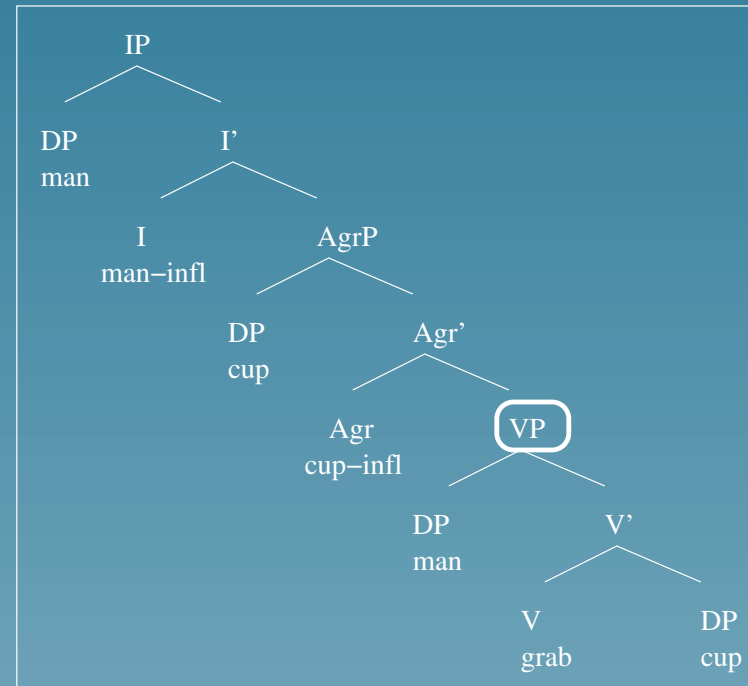 IP
DP I’
man
I AgrP
man−infl
DP Agr’
cup
Agr VP
cup−infl
DP V’
man
V DP
grab cup